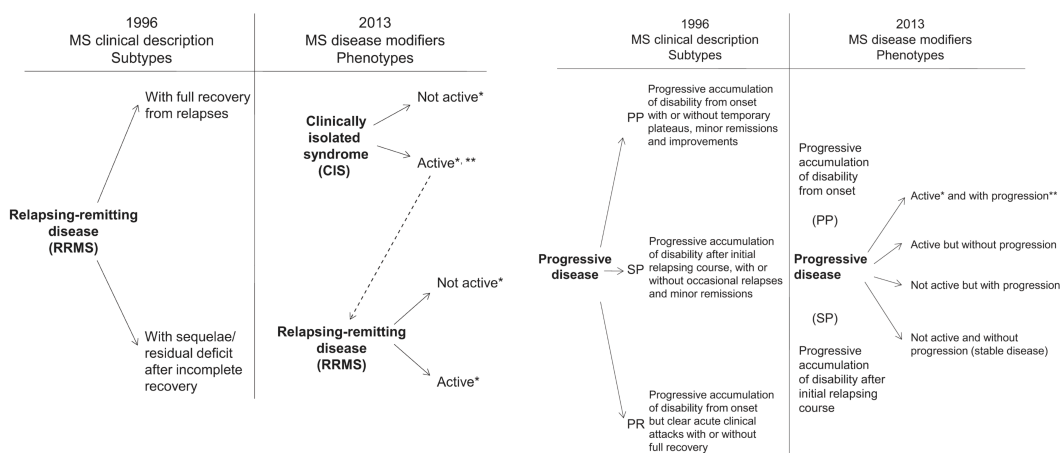 1996
MS clinical description
Subtypes
2013
MS disease modifiers
Phenotypes
With full recovery
from relapses
Relapsing-remitting
disease
(RRMS)
With sequelae/
residual deficit
after incomplete
recovery
Not active*
Clinically
isolated
syndrome
(CIS)
Active*, **
Not active*
Relapsing-remitting
disease
(RRMS)
Active*
1996
MS clinical description
Subtypes
2013
MS disease modifiers
Phenotypes
Progressive accumulation
of disability from onset
PP with or without temporary
plateaus, minor remissions
and improvements
Progressive
disease
Progressive accumulation
of disability after initial
SP relapsing course, with or
without occasional relapses
and minor remissions
Progressive accumulation
of disability from onset
PR but clear acute clinical
attacks with or without
full recovery
Progressive
accumulation
of disability
from onset
(PP)
Progressive
disease
(SP)
Progressive
accumulation
of disability after
initial relapsing
course
Active* and with progression**
Active but without progression
Not active but with progression
Not active and without
progression (stable disease)